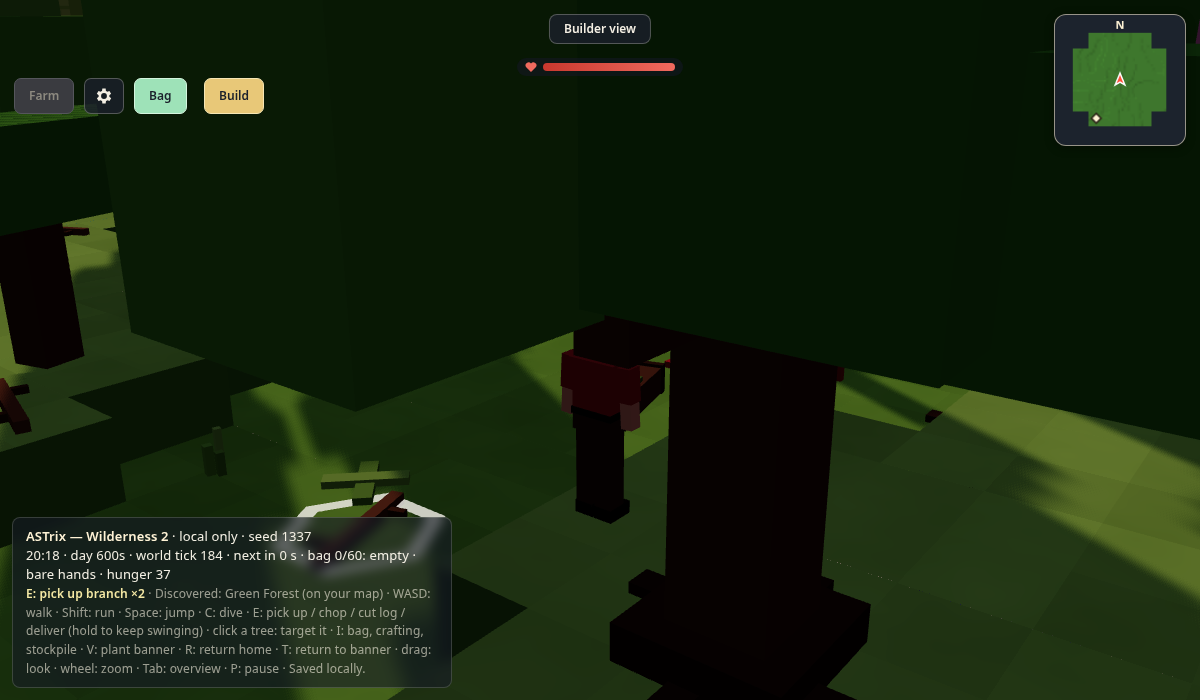 Builder view
N
Farm
Bag
Build
ASTrix — Wilderness 2 · local only · seed 1337
20:18 · day 600s · world tick 184 · next in 0 s · bag 0/60: empty ·
bare hands · hunger 37
E: pick up branch ×2 · Discovered: Green Forest (on your map) · WASD:
walk · Shift: run · Space: jump · C: dive · E: pick up / chop / cut log /
deliver (hold to keep swinging) · click a tree: target it · I: bag, crafting,
stockpile · V: plant banner · R: return home · T: return to banner · drag:
look · wheel: zoom · Tab: overview · P: pause · Saved locally.